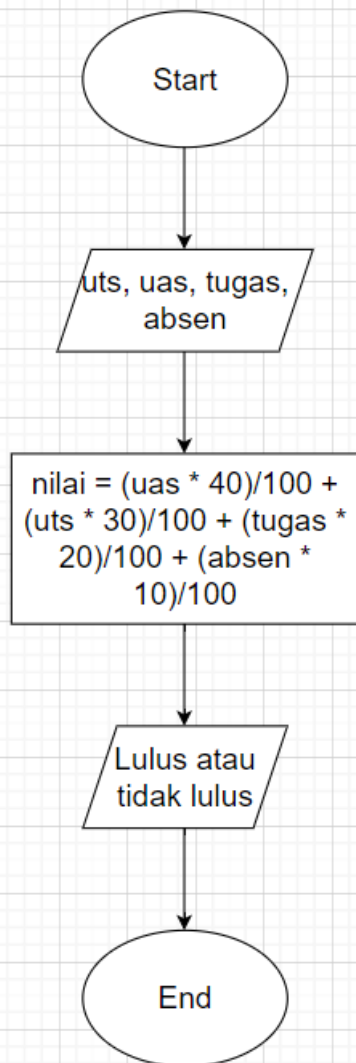 Start
uts, uas, tugas,
absen
nilai = (uas * 40)/100 +
(uts * 30)/100 + (tugas *
20)/100 + (absen *
10)/100
Lulus atau
tidak lulus
End